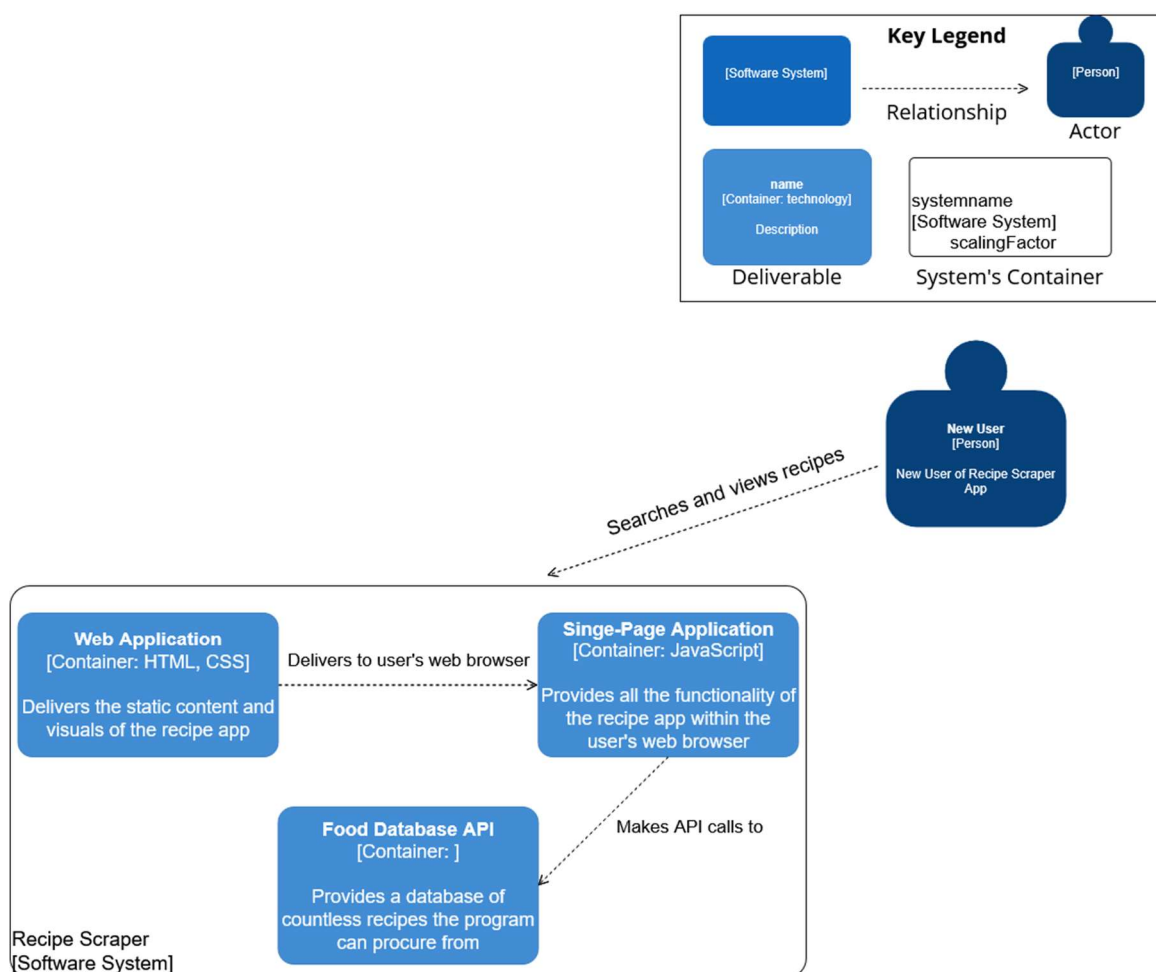 Key Legend
[Software System]
Relationship
[Person]
Actor
name
[Container: technology]
Description
Deliverable
systemname
[Software System]
scalingFactor
System's Container
New User
[Person]
New User of Recipe Scraper
App
Searches and views recipes
Web Application
[Container: HTML, CSS]
Delivers the static content and
visuals of the recipe app
Delivers to user's web browser
Singe-Page Application
[Container: JavaScript]
Provides all the functionality of
the recipe app within the
user's web browser
Makes API calls to
Food Database API
[Container: ]
Provides a database of
countless recipes the program
can procure from
Recipe Scraper
[Software System]